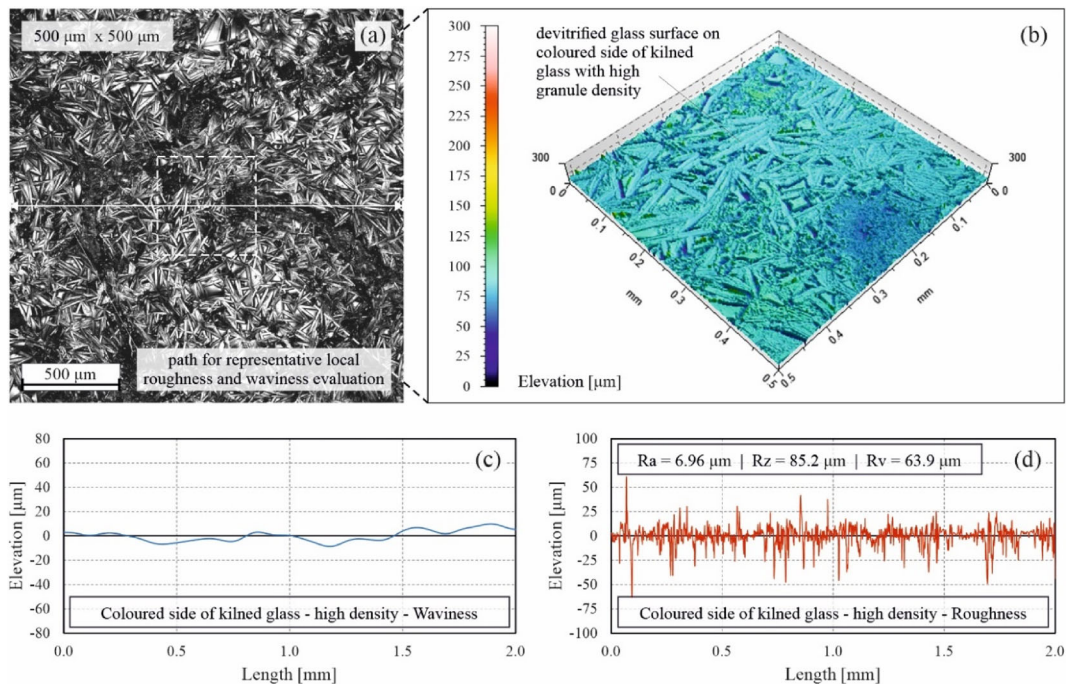 500 μm x 500μm
(a)
path for representative local
roughness and waviness evaluation
500 μm
300
275
250
225
200
175
150
125
100
75
50
25
0
Elevation [μm]
devitrified glass surface on
coloured side of kilned
glass with high
granule density
(b)
300
0
0
0.1
0.2
mm
0.3
0.4
0.5
300
0
0
0.1
0.2
mm
0.3
0.4
0.5
(c)
80
60
40
20
0
-20
-40
-60
-80
Elevation [μm]
Coloured side of kilned glass - high density - Waviness
0.0
0.5
1.0
1.5
2.0
Length [mm]
(d)
Ra = 6.96 μm | Rz = 85.2 μm | Rv = 63.9 μm
100
75
50
25
0
-25
-50
-75
-100
Elevation [μm]
Coloured side of kilned glass - high density - Roughness
0.0
0.5
1.0
1.5
2.0
Length [mm]